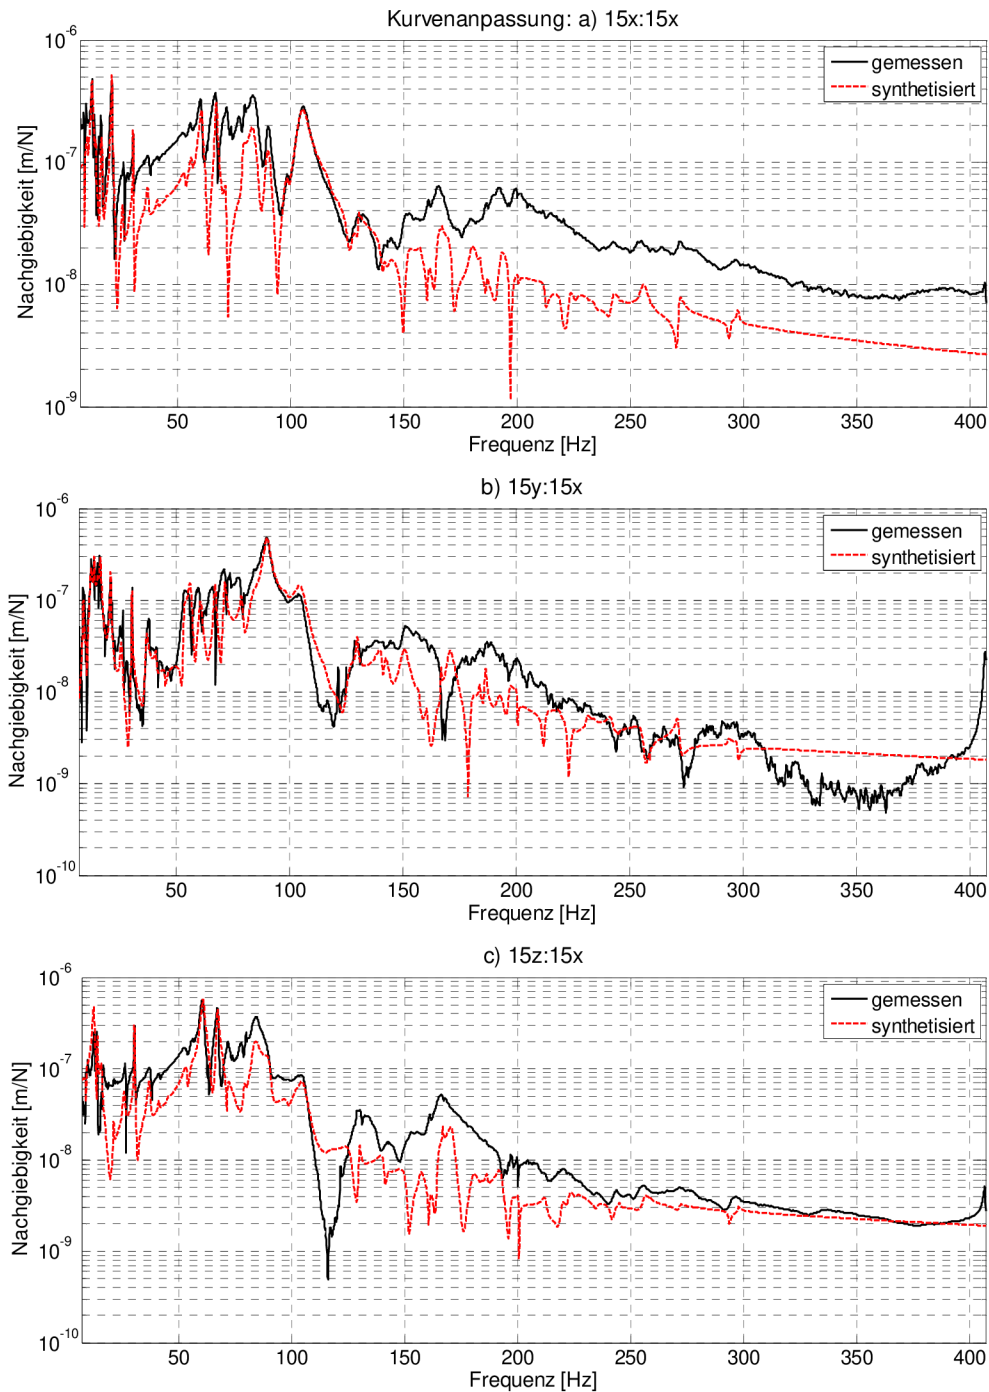 Kurvenanpassung: a) 15x:15x
10^-6
10^-7
10^-8
10^-9
Nachgiebigkeit [m/N]
gemessen
synthetisiert
50 100 150 200 250 300 350 400
Frequenz [Hz]
b) 15y:15x
10^-6
10^-7
10^-8
10^-9
10^-10
Nachgiebigkeit [m/N]
gemessen
synthetisiert
50 100 150 200 250 300 350 400
Frequenz [Hz]
c) 15z:15x
10^-6
10^-7
10^-8
10^-9
10^-10
Nachgiebigkeit [m/N]
gemessen
synthetisiert
50 100 150 200 250 300 350 400
Frequenz [Hz]